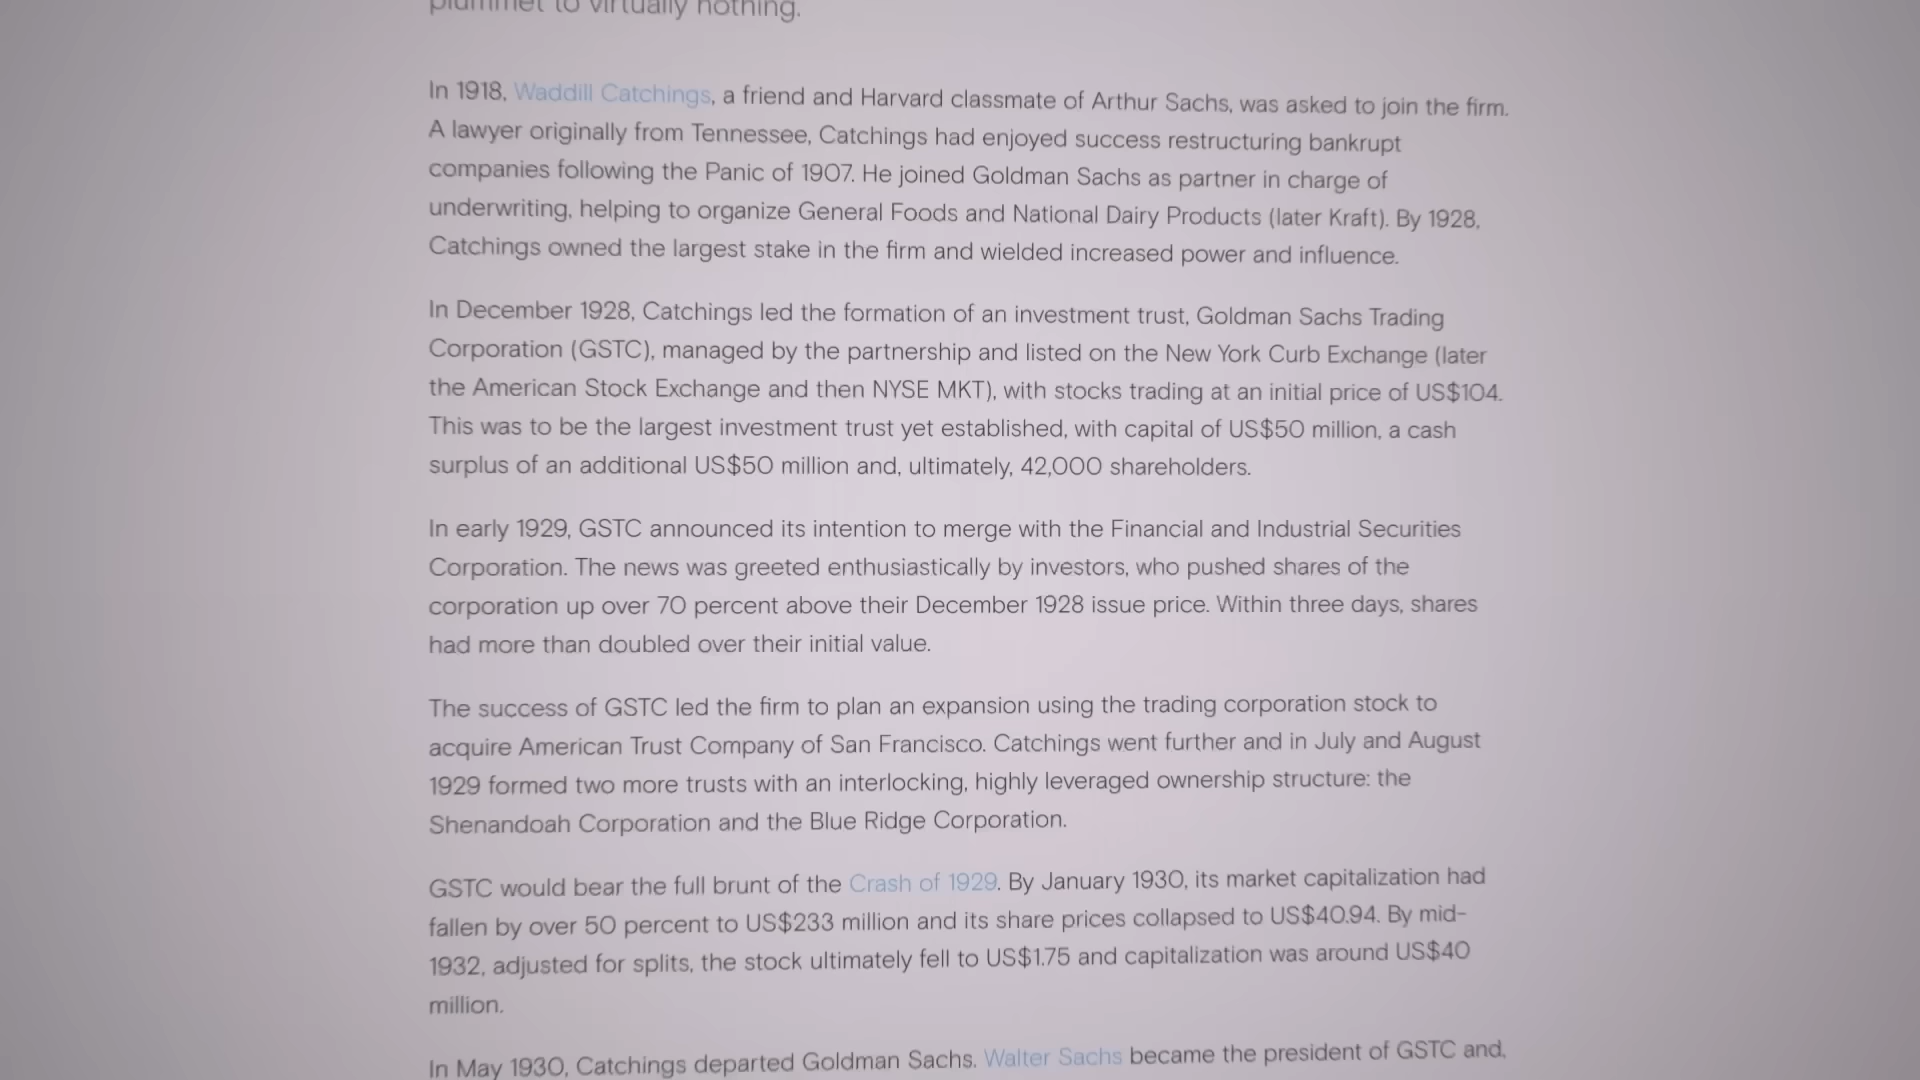 plummet to virtually nothing.
In 1918, Waddill Catchings, a friend and Harvard classmate of Arthur Sachs, was asked to join the firm.
A lawyer originally from Tennessee, Catchings had enjoyed success restructuring bankrupt
companies following the Panic of 1907. He joined Goldman Sachs as partner in charge of
underwriting, helping to organize General Foods and National Dairy Products (later Kraft). By 1928,
Catchings owned the largest stake in the firm and wielded increased power and influence.
In December 1928, Catchings led the formation of an investment trust, Goldman Sachs Trading
Corporation (GSTC), managed by the partnership and listed on the New York Curb Exchange (later
the American Stock Exchange and then NYSE MKT), with stocks trading at an initial price of US$104.
This was to be the largest investment trust yet established, with capital of US$50 million, a cash
surplus of an additional US$50 million and, ultimately, 42,000 shareholders.
In early 1929, GSTC announced its intention to merge with the Financial and Industrial Securities
Corporation. The news was greeted enthusiastically by investors, who pushed shares of the
corporation up over 70 percent above their December 1928 issue price. Within three days, shares
had more than doubled over their initial value.
The success of GSTC led the firm to plan an expansion using the trading corporation stock to
acquire American Trust Company of San Francisco. Catchings went further and in July and August
1929 formed two more trusts with an interlocking, highly leveraged ownership structure: the
Shenandoah Corporation and the Blue Ridge Corporation.
GSTC would bear the full brunt of the Crash of 1929. By January 1930, its market capitalization had
fallen by over 50 percent to US$233 million and its share prices collapsed to US$40.94. By mid-
1932, adjusted for splits, the stock ultimately fell to US$1.75 and capitalization was around US$40
million.
In May 1930, Catchings departed Goldman Sachs. Walter Sachs became the president of GSTC and,